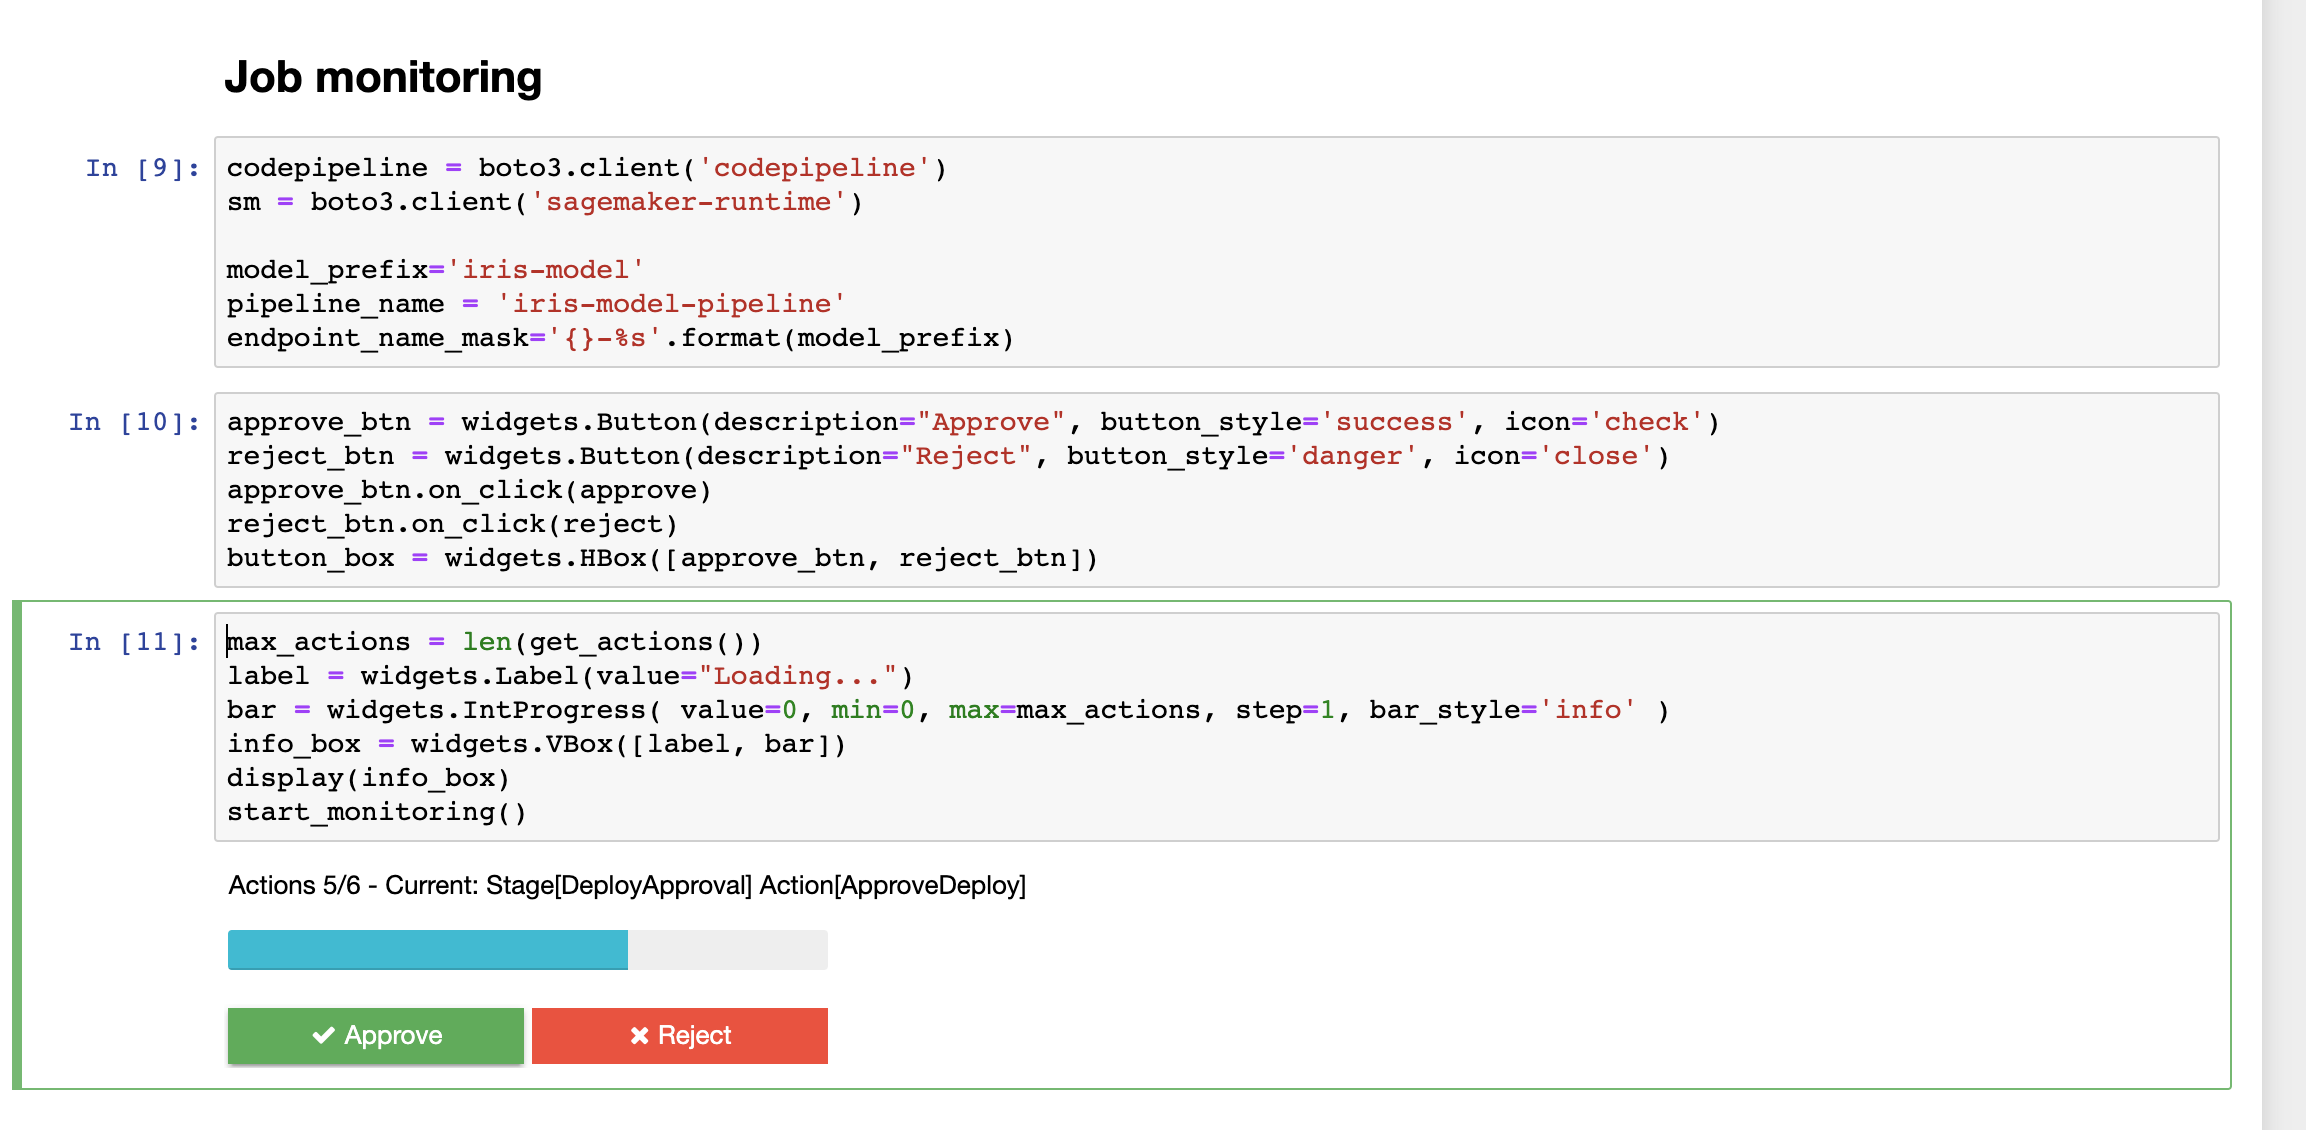 Job monitoring
In [9]:
codepipeline = boto3.client('codepipeline')
sm = boto3.client('sagemaker-runtime')
model_prefix='iris-model'
pipeline_name = 'iris-model-pipeline'
endpoint_name_mask='{}-%s'.format(model_prefix)
In [10]:
approve_btn = widgets.Button(description="Approve", button_style='success', icon='check')
reject_btn = widgets.Button(description="Reject", button_style='danger', icon='close')
approve_btn.on_click(approve)
reject_btn.on_click(reject)
button_box = widgets.HBox([approve_btn, reject_btn])
In [11]:
max_actions = len(get_actions())
label = widgets.Label(value="Loading...")
bar = widgets.IntProgress( value=0, min=0, max=max_actions, step=1, bar_style='info' )
info_box = widgets.VBox([label, bar])
display(info_box)
start_monitoring()
Actions 5/6 - Current: Stage[DeployApproval] Action[ApproveDeploy]
Approve
Reject